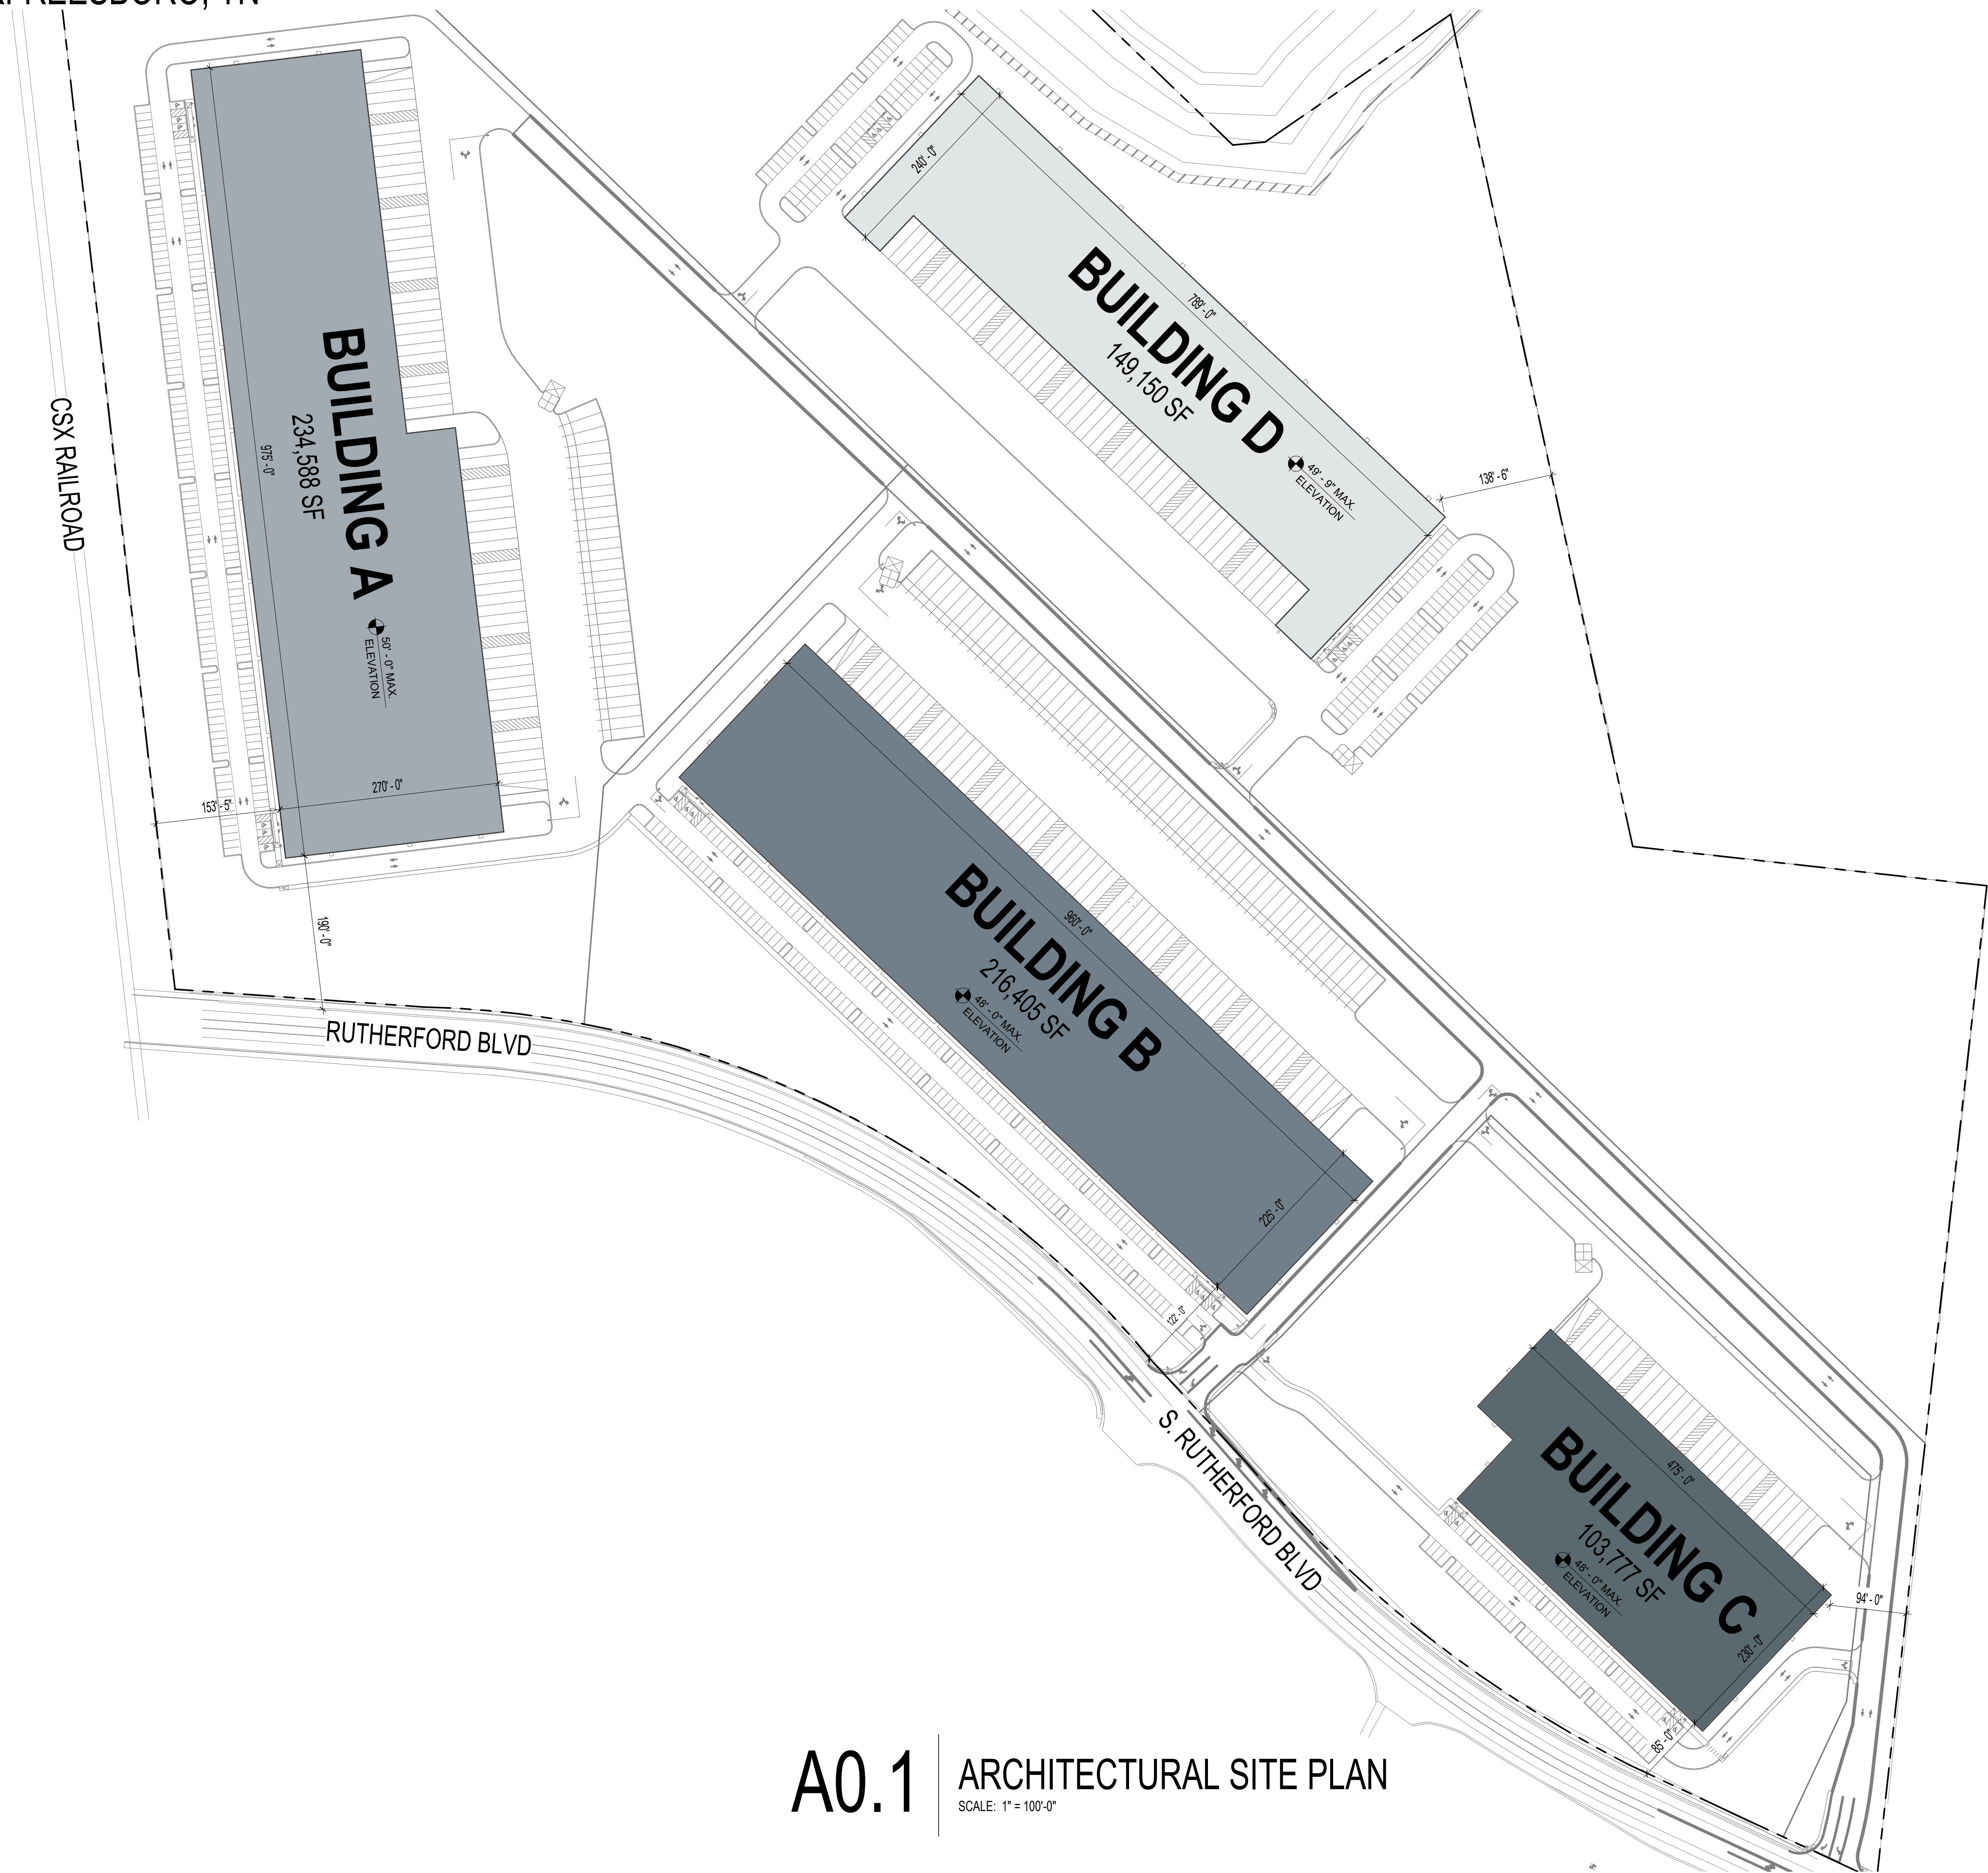 CSX RAILROAD
BUILDING A
234,588 SF
975' - 0"
50' - 0" MAX.
ELEVATION
270' - 0"
153' - 5"
190' - 0"
RUTHERFORD BLVD
240' - 0"
789' - 0"
BUILDING D
149,150 SF
49' - 9" MAX.
ELEVATION
138' - 6"
960' - 0"
BUILDING B
216,405 SF
48' - 0" MAX.
ELEVATION
225' - 0"
122' - 0"
S. RUTHERFORD BLVD
475' - 0"
BUILDING C
103,777 SF
48' - 0" MAX.
ELEVATION
94' - 0"
230' - 0"
85' - 0"
A0.1
ARCHITECTURAL SITE PLAN
SCALE: 1" = 100'-0"